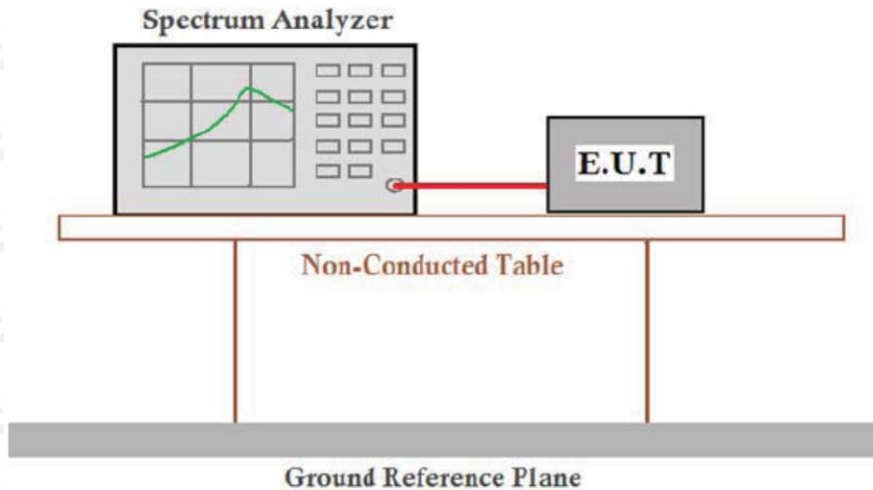 Spectrum Analyzer
E.U.T
Non-Conducted Table
Ground Reference Plane